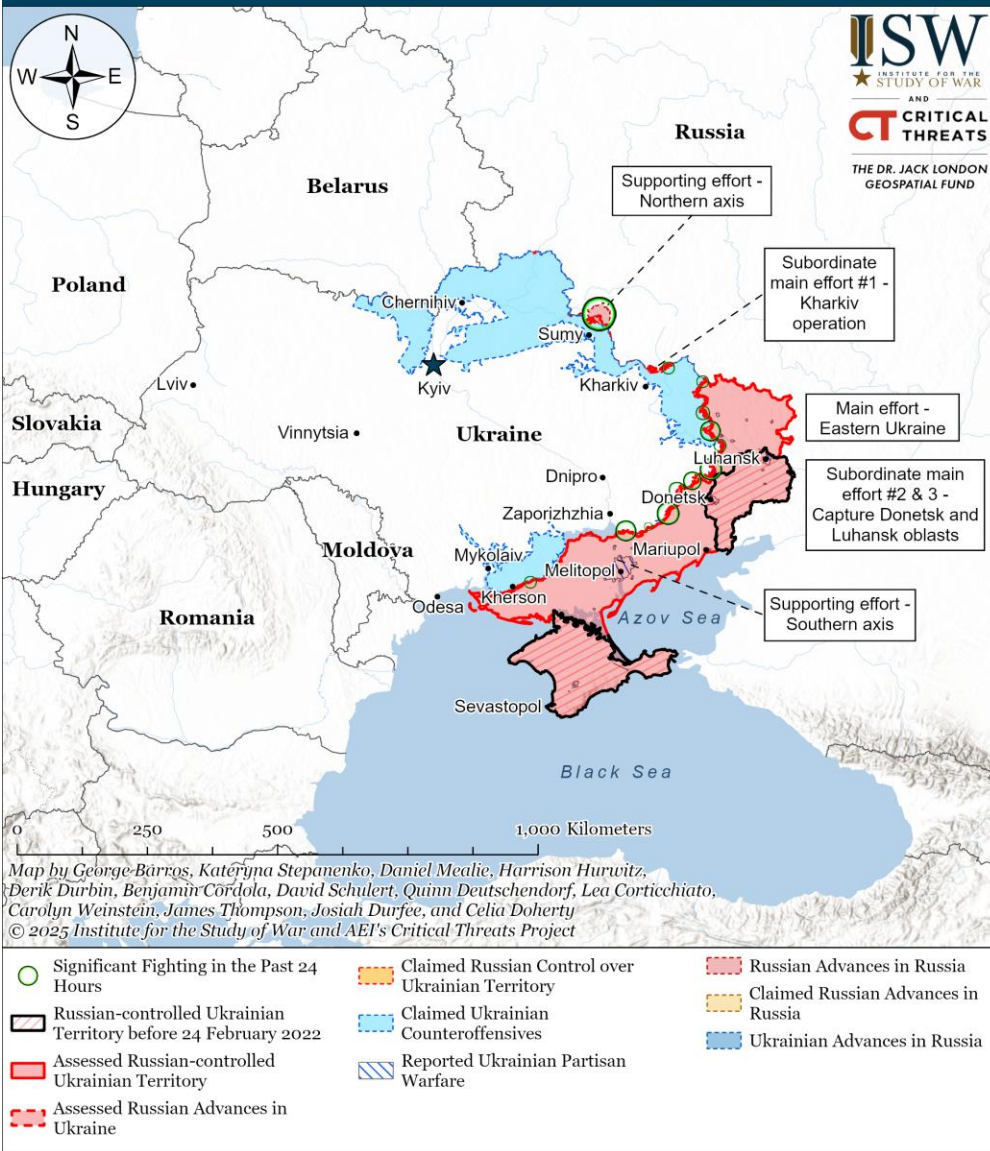 N
W
E
S
ISW
INSTITUTE FOR THE
STUDY OF WAR
AND
CT CRITICAL
THREATS
THE DR. JACK LONDON
GEOSPATIAL FUND
Russia
Supporting effort -
Northern axis
Belarus
Subordinate
main effort #1 -
Kharkiv
operation
Poland
Chernihiv
Sumy
Kyiv
Lviv
Kharkiv
Slovakia
Vinnytsia
Ukraine
Main effort -
Eastern Ukraine
Luhansk
Hungary
Dnipro
Donetsk
Subordinate main
effort #2 & 3 -
Capture Donetsk and
Luhansk oblasts
Zaporizhzhia
Moldova
Mykolaiv
Mariupol
Melitopol
Kherson
Odesa
Romania
Azov Sea
Supporting effort -
Southern axis
Sevastopol
Black Sea
0
250
500
1,000 Kilometers
Map by George Barros, Kateryna Stepanenko, Daniel Mealie, Harrison Hurwitz,
Derik Durbin, Benjamin Cordola, David Schulert, Quinn Deutschendorf, Lea Corticchiato,
Carolyn Weinstein, James Thompson, Josiah Durfee, and Celia Doherty
© 2025 Institute for the Study of War and AEI's Critical Threats Project
Significant Fighting in the Past 24
Hours
Russian-controlled Ukrainian
Territory before 24 February 2022
Assessed Russian-controlled
Ukrainian Territory
Assessed Russian Advances in
Ukraine
Claimed Russian Control over
Ukrainian Territory
Claimed Ukrainian
Counteroffensives
Reported Ukrainian Partisan
Warfare
Russian Advances in Russia
Claimed Russian Advances in
Russia
Ukrainian Advances in Russia